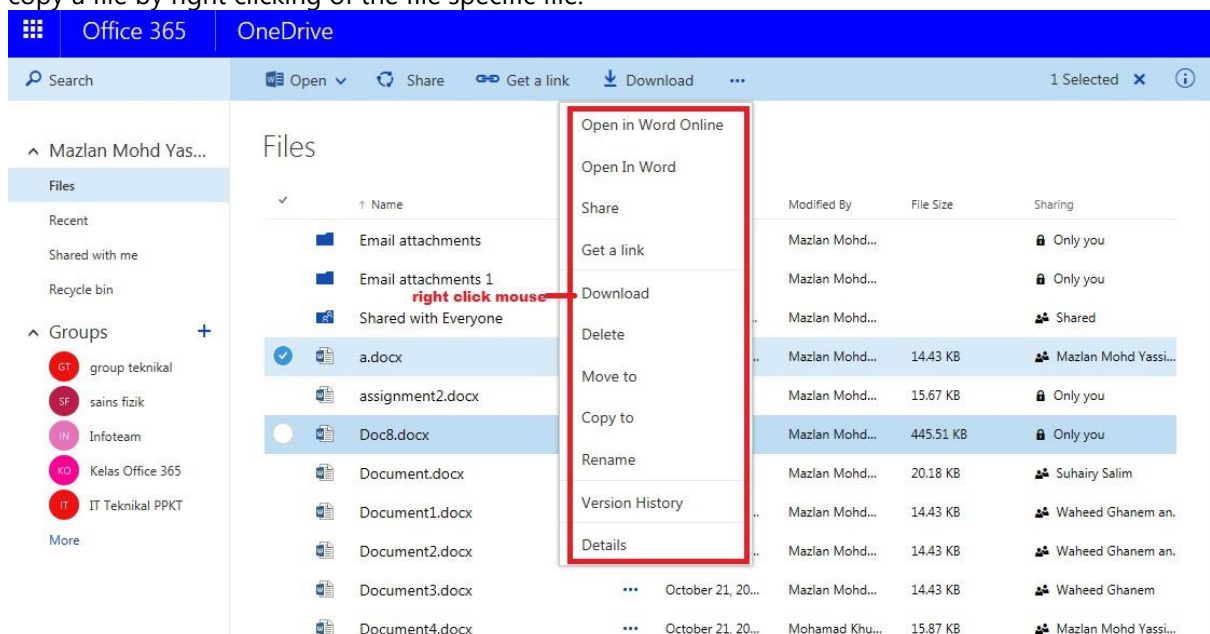 copy a file by right clicking of the file specific file.
Office 365 OneDrive
Search Open Share Get a link Download ... 1 Selected
Mazlan Mohd Yas...
Files
Recent
Shared with me
Recycle bin
Groups +
GT group teknikal
SF sains fizik
IN Infoteam
KO Kelas Office 365
IT IT Teknikal PPKT
More
Files
Name Modified By File Size Sharing
Email attachments Mazlan Mohd... Only you
Email attachments 1 Mazlan Mohd... Only you
Shared with Everyone Mazlan Mohd... Shared
a.docx Mazlan Mohd... 14.43 KB Mazlan Mohd Yassi...
assignment2.docx Mazlan Mohd... 15.67 KB Only you
Doc8.docx Mazlan Mohd... 445.51 KB Only you
Document.docx Mazlan Mohd... 20.18 KB Suhairy Salim
Document1.docx Mazlan Mohd... 14.43 KB Waheed Ghanem an.
Document2.docx Mazlan Mohd... 14.43 KB Waheed Ghanem an.
Document3.docx ... October 21, 20... Mazlan Mohd... 14.43 KB Waheed Ghanem
Document4.docx ... October 21, 20... Mohamad Khu... 15.87 KB Mazlan Mohd Yassi...
right click mouse
Open in Word Online
Open In Word
Share
Get a link
Download
Delete
Move to
Copy to
Rename
Version History
Details